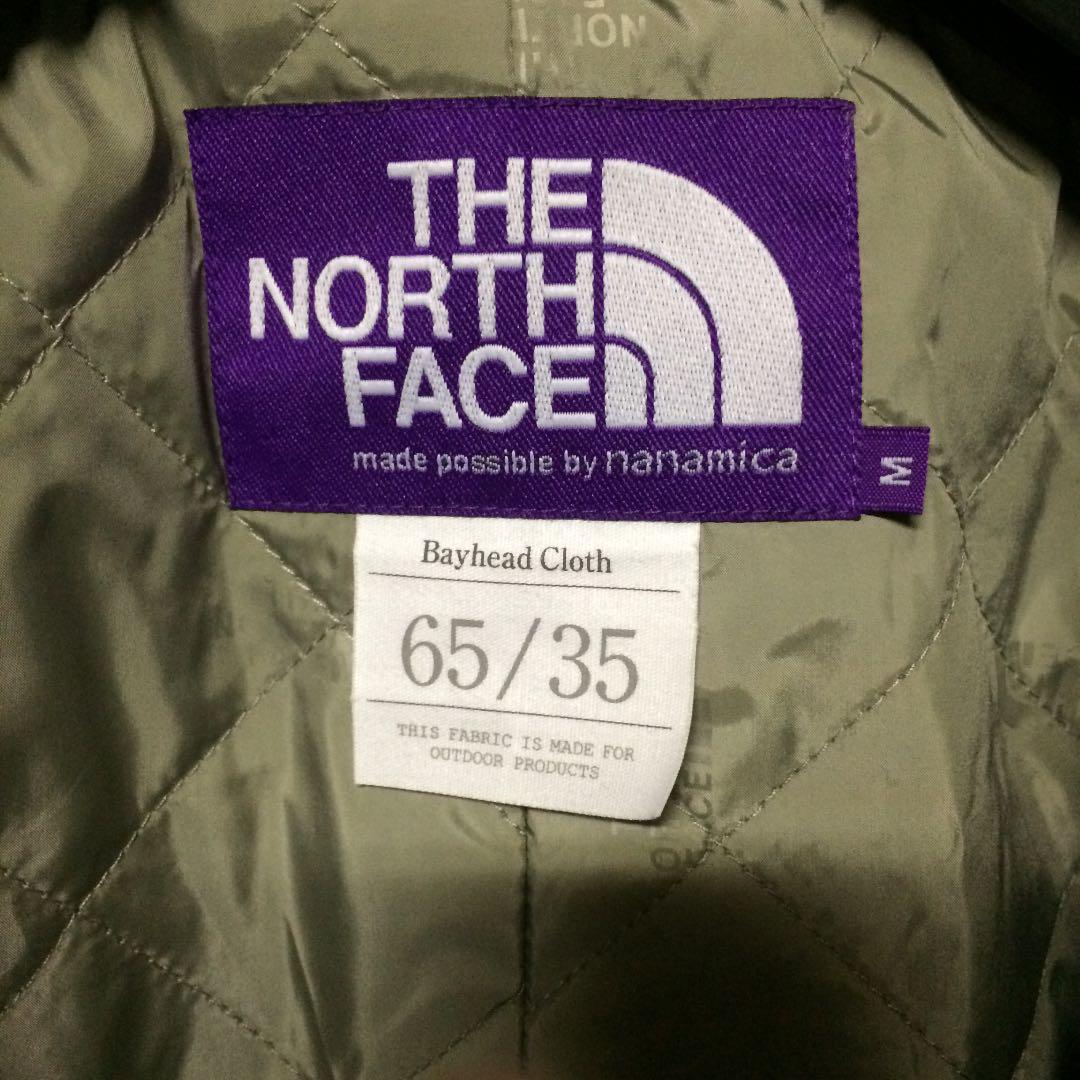 THE
NORTH
FACE
made possible by nanamica
M
Bayhead Cloth
65/35
THIS FABRIC IS MADE FOR
OUTDOOR PRODUCTS